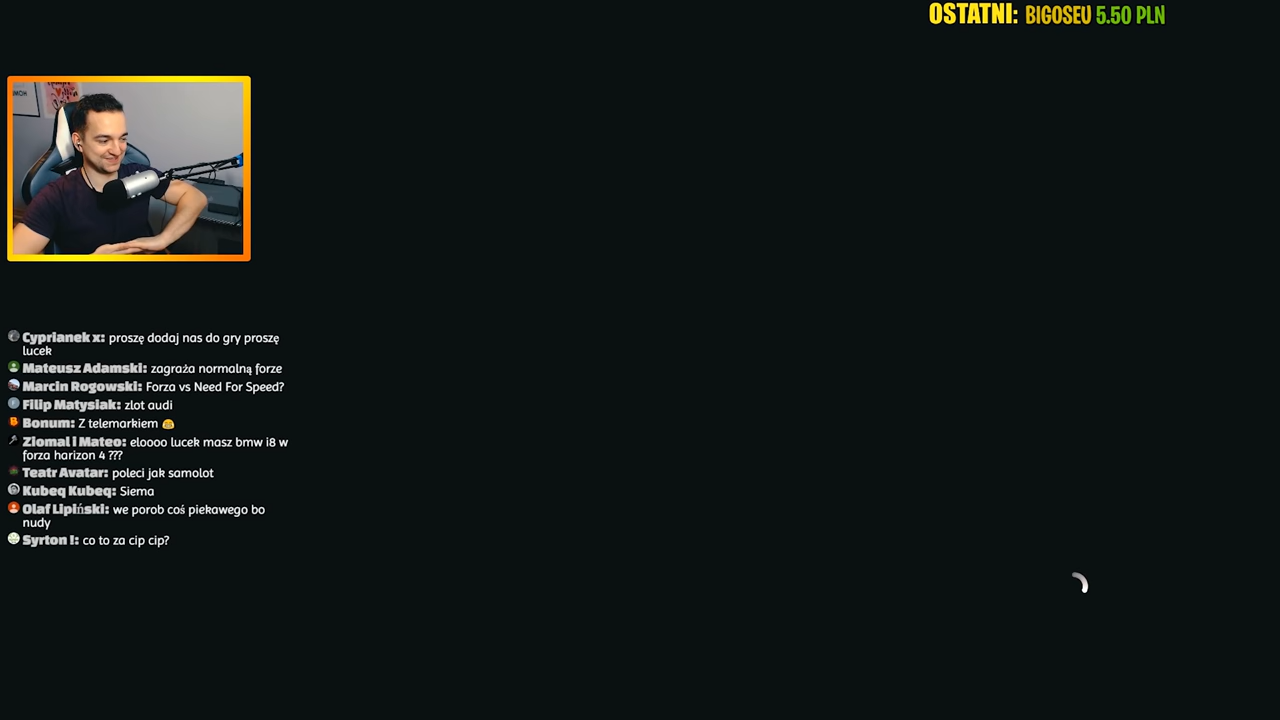 OSTATNI: BIGOSEU 5.50 PLN
Cyprianek x: proszę dodaj nas do gry proszę
lucek
Mateusz Adamski: zagraża normalną forze
Marcin Rogowski: Forza vs Need For Speed?
Filip Matysiak: zlot audi
Bonum: Z telemarkiem
Ziomal i Mateo: eloooo lucek masz bmw i8 w
forza harizon 4 ???
Teatr Avatar: poleci jak samolot
Kubeq Kubeq: Siema
Olaf Lipiński: we porob coś piekawego bo
nudy
Syrton !: co to za cip cip?